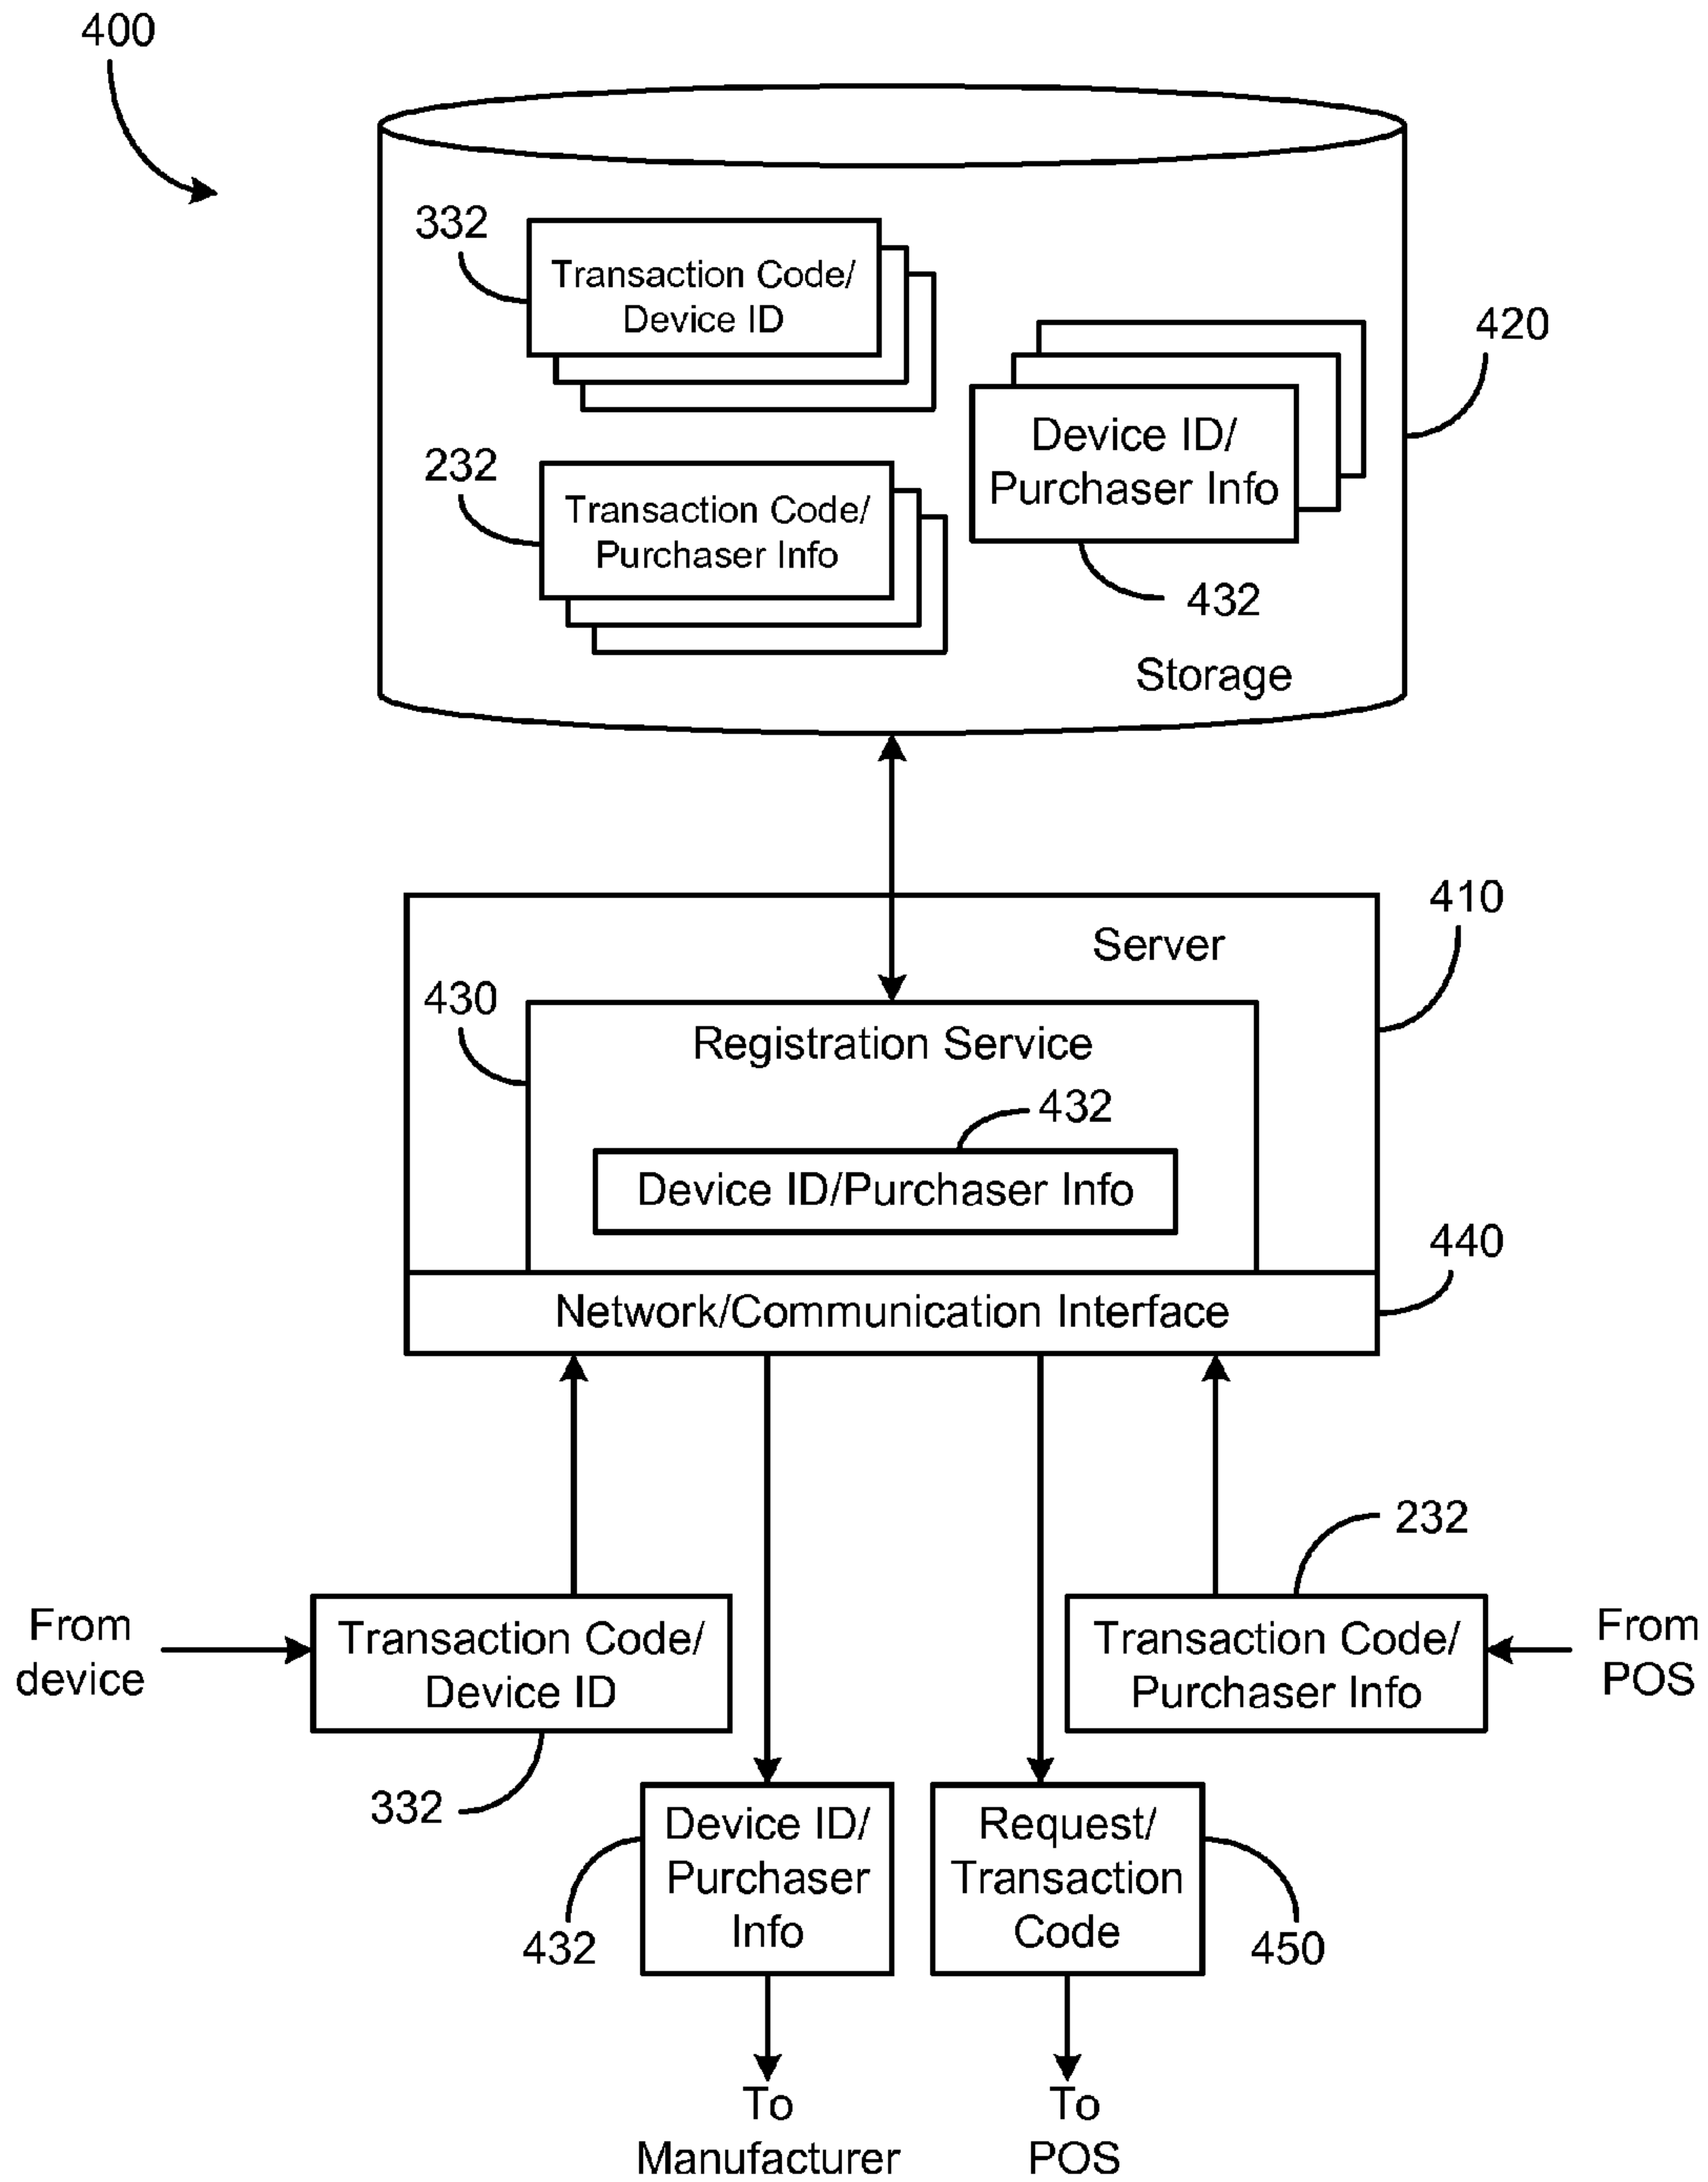 400
332
Transaction Code/
Device ID
420
Device ID/
Purchaser Info
232
Transaction Code/
Purchaser Info
432
Storage
410
Server
430
Registration Service
432
Device ID/Purchaser Info
440
Network/Communication Interface
232
From
device
Transaction Code/
Device ID
Transaction Code/
Purchaser Info
From
POS
332
Device ID/
Purchaser
Info
Request/
Transaction
Code
432
450
To
Manufacturer
To
POS